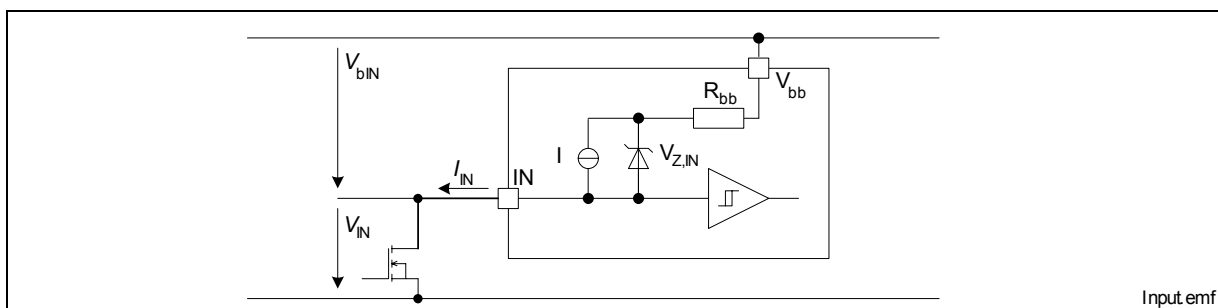 V_bIN
V_bb
R_bb
I
V_Z,IN
I_IN
IN
V_IN
Input.emf